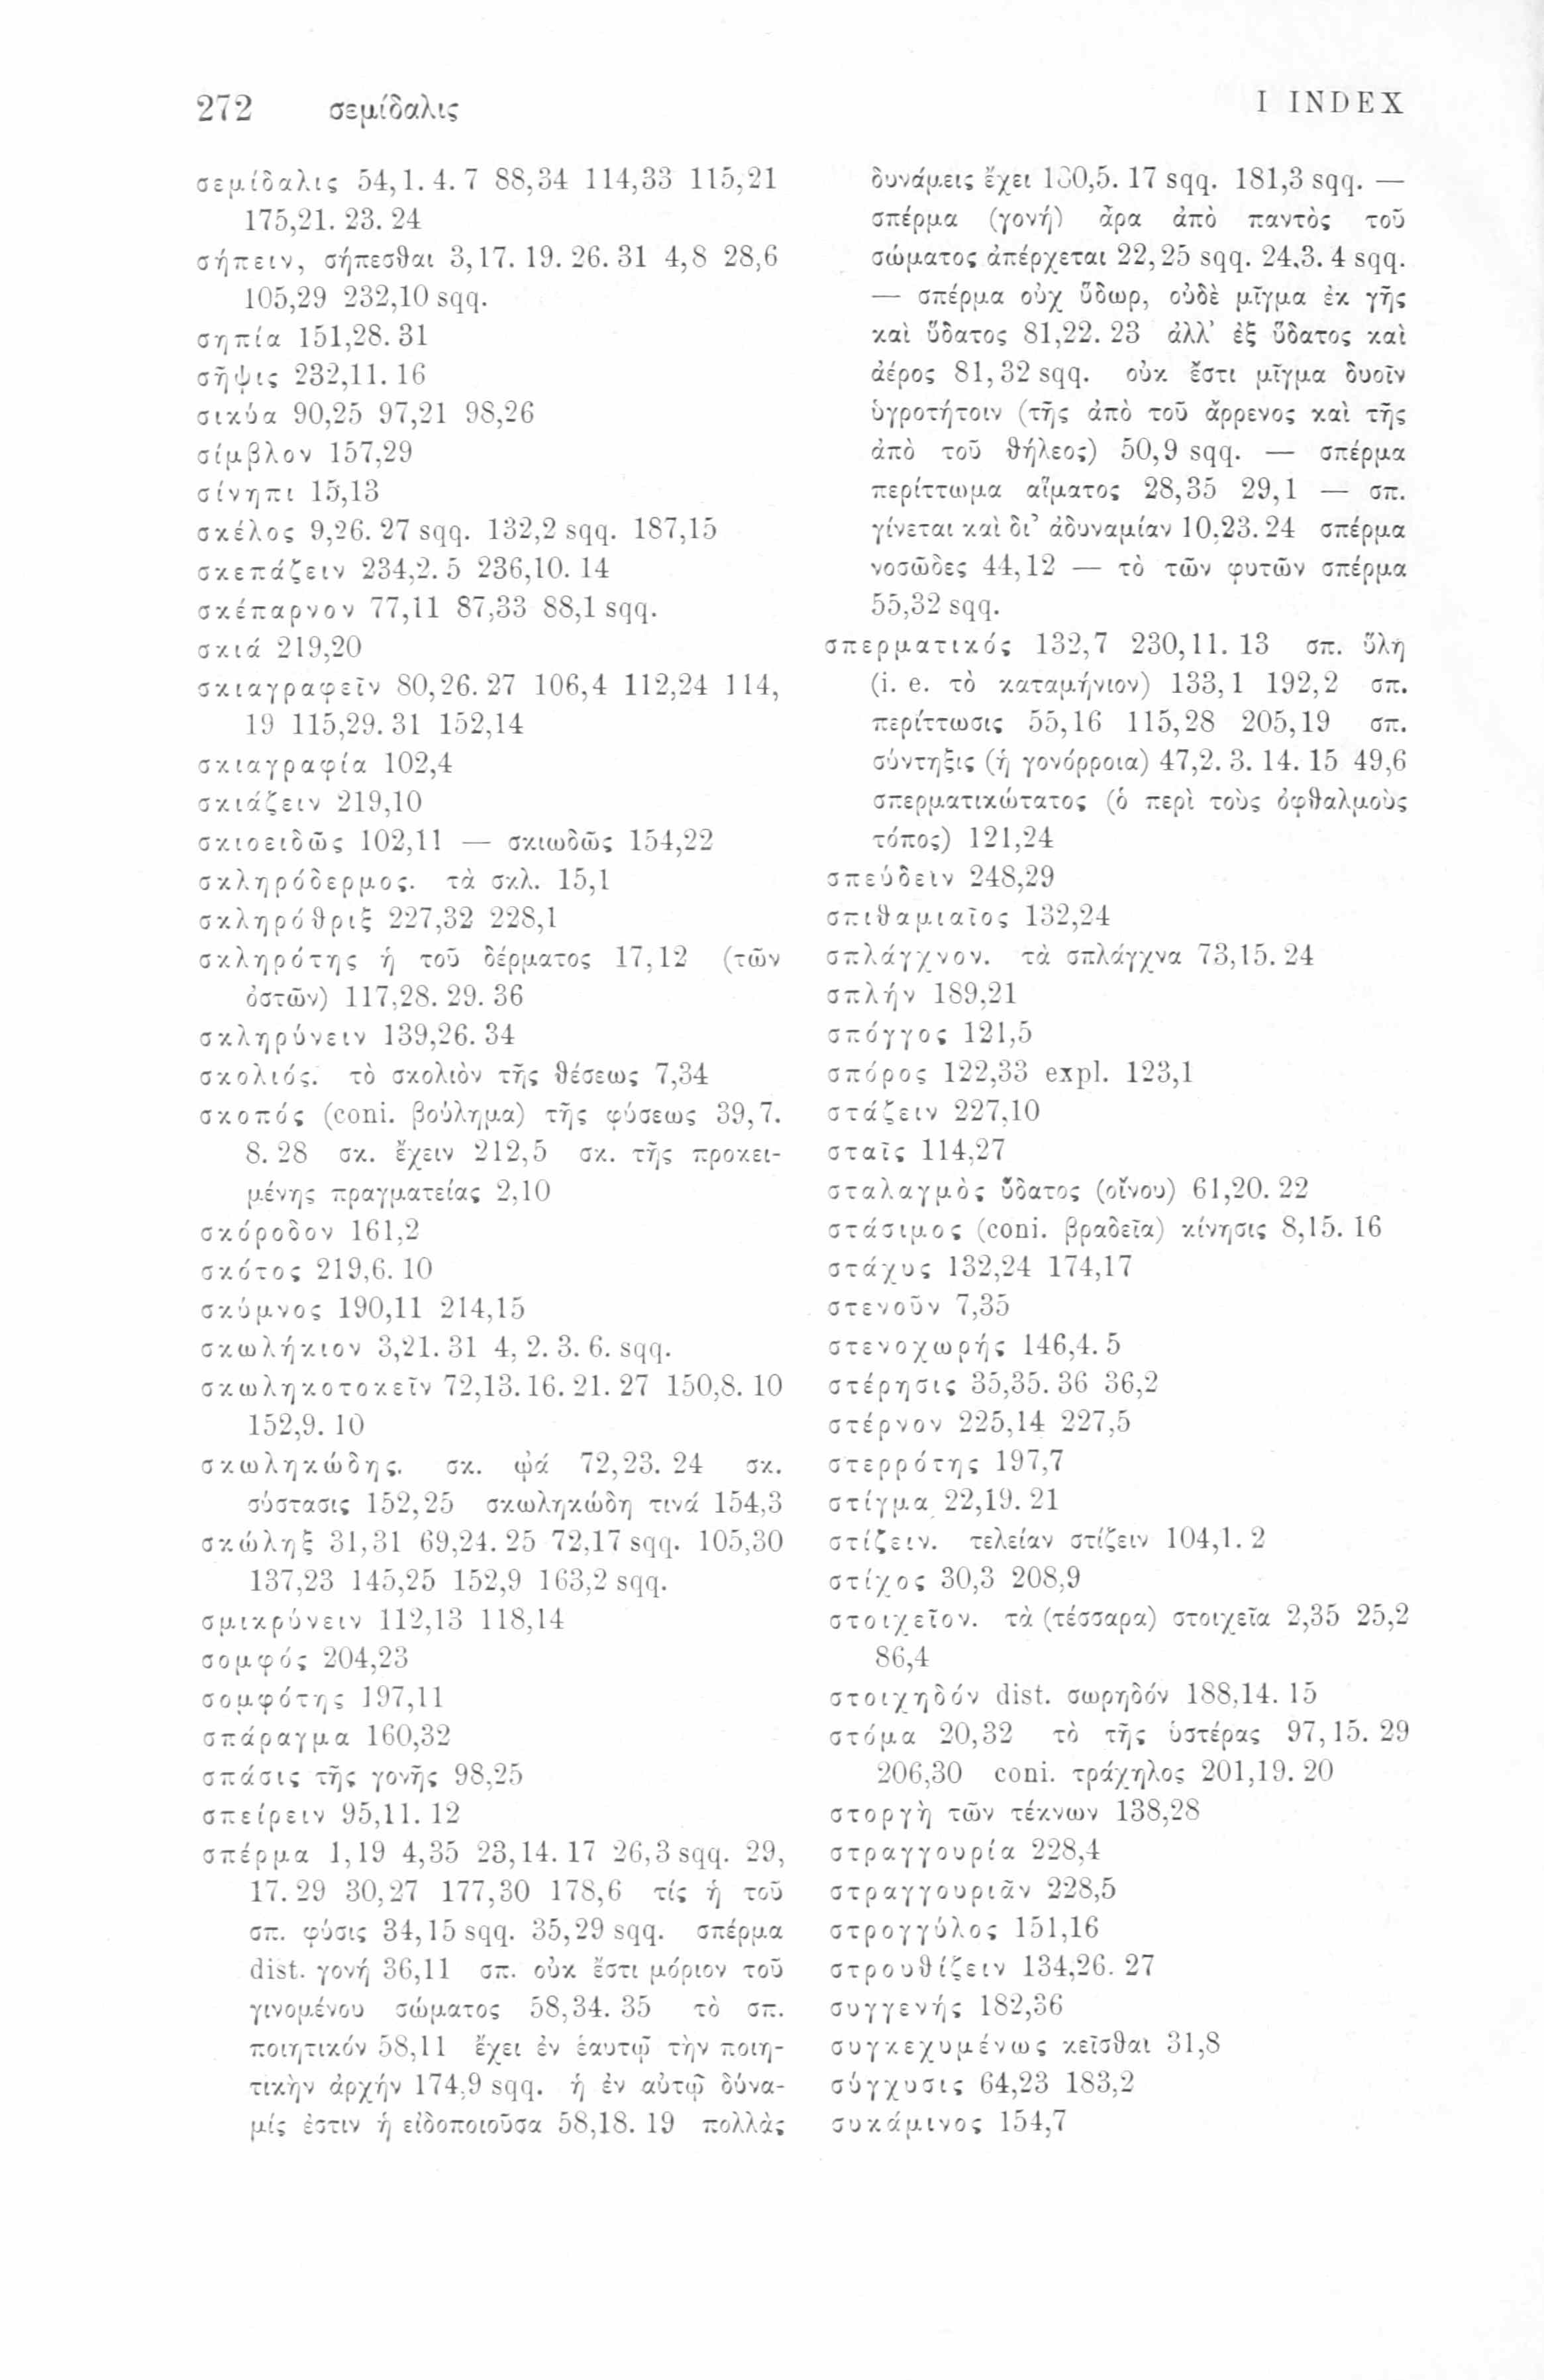 272 σεμίδαλις I INDEX
σεμίδαλις 54,1. 4. 7 88,34 114,33 115,21
175,21. 23. 24
σήπειν, σήπεσθαι 3,17. 19. 26. 31 4,8 28,6
105,29 232,10 sqq.
σηπία 151,28. 31
σῆψις 232,11. 16
σικύα 90,25 97,21 98,26
σίμβλον 157,29
σίνηπι 15,13
σκέλος 9,26. 27 sqq. 132,2 sqq. 187,15
σκεπάζειν 234,2. 5 236,10. 14
σκέπαρνον 77,11 87,33 88,1 sqq.
σκιά 219,20
σκιαγραφεῖν 80,26. 27 106,4 112,24 114,
19 115,29. 31 152,14
σκιαγραφία 102,4
σκιάζειν 219,10
σκιοειδῶς 102,11 — σκιωδῶς 154,22
σκληρόδερμος. τὰ σκλ. 15,1
σκληρόθριξ 227,32 228,1
σκληρότης ἡ τοῦ δέρματος 17,12 (τῶν
ὀστῶν) 117,28. 29. 36
σκληρύνειν 139,26. 34
σκολιός. τὸ σκολιὸν τῆς θέσεως 7,34
σκοπός (coni. βούλημα) τῆς φύσεως 39,7.
8. 28 σκ. ἔχειν 212,5 σκ. τῆς προκει-
μένης πραγματείας 2,10
σκόροδον 161,2
σκότος 219,6. 10
σκύμνος 190,11 214,15
σκωλήκιον 3,21. 31 4, 2. 3. 6. sqq.
σκωληκοτοκεῖν 72,13. 16. 21. 27 150,8. 10
152,9. 10
σκωληκώδης. σκ. ᾠά 72,23. 24 σκ.
σύστασις 152,25 σκωληκώδη τινά 154,3
σκώληξ 31,31 69,24. 25 72,17 sqq. 105,30
137,23 145,25 152,9 163,2 sqq.
σμικρύνειν 112,13 118,14
σομφός 204,23
σομφότης 197,11
σπάραγμα 160,32
σπάσις τῆς γονῆς 98,25
σπείρειν 95,11. 12
σπέρμα 1,19 4,35 23,14. 17 26,3 sqq. 29,
17. 29 30,27 177,30 178,6 τίς ἡ τοῦ
σπ. φύσις 34,15 sqq. 35,29 sqq. σπέρμα
dist. γονή 36,11 σπ. οὐκ ἔστι μόριον τοῦ
γινομένου σώματος 58,34. 35 τὸ σπ.
ποιητικόν 58,11 ἔχει ἐν ἑαυτῷ τὴν ποιη-
τικὴν ἀρχήν 174,9 sqq. ἡ ἐν αὐτῷ δύνα-
μίς ἐστιν ἡ εἰδοποιοῦσα 58,18. 19 πολλὰς
δυνάμεις ἔχει 5. 17 sqq. 181,3 sqq. —
σπέρμα (γονή) ἆρα ἀπὸ παντὸς τοῦ
σώματος ἀπέρχεται 22,25 sqq. 24,3. 4 sqq.
— σπέρμα οὐχ ὕδωρ, οὐδὲ μῖγμα ἐκ γῆς
καὶ ὕδατος 81,22. 23 ἀλλ’ ἐξ ὕδατος καὶ
ἀέρος 81,32 sqq. οὐκ ἔστι μῖγμα δυοῖν
ὑγροτήτοιν (τῆς ἀπὸ τοῦ ἄρρενος καὶ τῆς
ἀπὸ τοῦ θήλεος) 50,9 sqq. — σπέρμα
περίττωμα αἵματος 28,35 29,1 — σπ.
γίνεται καὶ δι’ ἀδυναμίαν 10,23. 24 σπέρμα
νοσῶδες 44,12 — τὸ τῶν φυτῶν σπέρμα
55,32 sqq.
σπερματικός 132,7 230,11. 13 σπ. ὕλη
(i. e. τὸ καταμήνιον) 133,1 192,2 σπ.
περίττωσις 55,16 115,28 205,19 σπ.
σύντηξις (ἡ γονόρροια) 47,2. 3. 14. 15 49,6
σπερματικώτατος (ὁ περὶ τοὺς ὀφθαλμοὺς
τόπος) 121,24
σπεύδειν 248,29
σπιθαμιαῖος 132,24
σπλάγχνον. τὰ σπλάγχνα 73,15. 24
σπλήν 189,21
σπόγγος 121,5
σπόρος 122,33 expl. 123,1
στάζειν 227,10
σταῖς 114,27
σταλαγμὸς ὕδατος (οἴνου) 61,20. 22
στάσιμος (coni. βραδεῖα) κίνησις 8,15. 16
στάχυς 132,24 174,17
στενοῦν 7,35
στενοχωρής 146,4. 5
στέρησις 35,35. 36 36,2
στέρνον 225,14 227,5
στερρότης 197,7
στίγμα 22,19. 21
στίζειν. τελείαν στίζειν 104,1. 2
στίχος 30,3 208,9
στοιχεῖον. τὰ (τέσσαρα) στοιχεῖα 2,35 25,2
86,4
στοιχηδόν dist. σωρηδόν 188,14. 15
στόμα 20,32 τὸ τῆς ὑστέρας 97,15. 29
206,30 coni. τράχηλος 201,19. 20
στοργὴ τῶν τέκνων 138,28
στραγγουρία 228,4
στραγγουριᾶν 228,5
στρογγύλος 151,16
στρουθίζειν 134,26. 27
συγγενής 182,36
συγκεχυμένως κεῖσθαι 31,8
σύγχυσις 64,23 183,2
συκάμινος 154,7